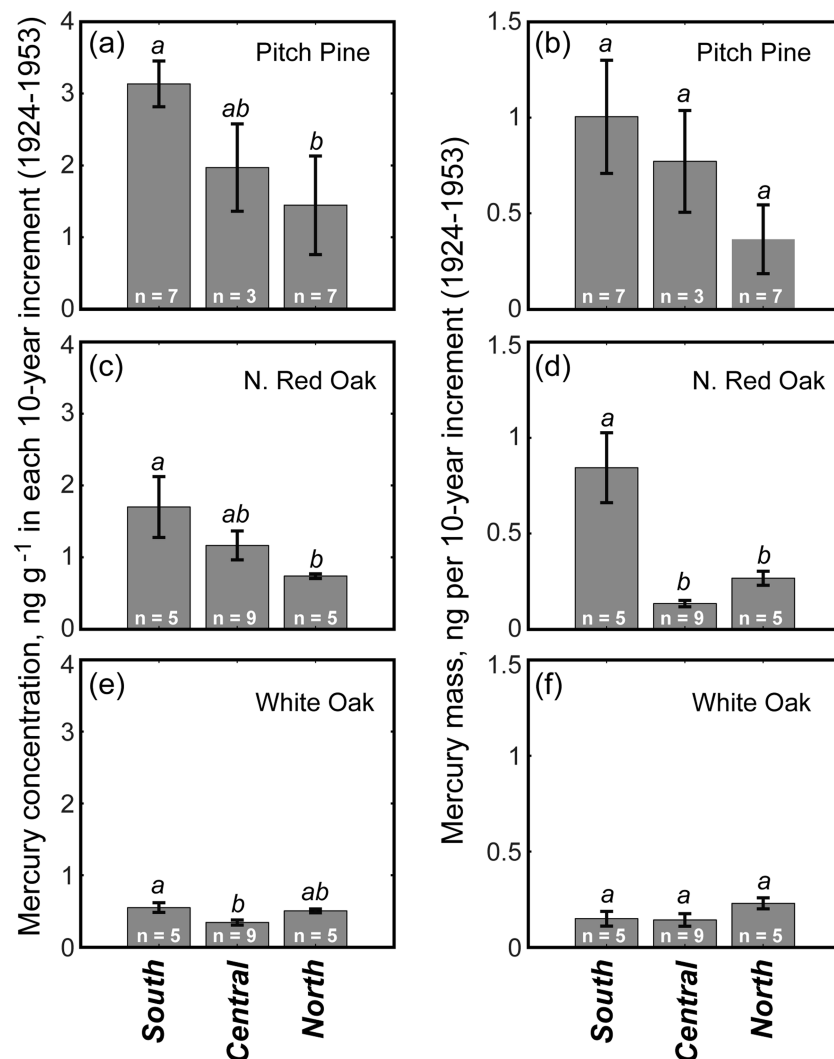 Mercury concentration, ng g⁻¹ in each 10-year increment (1924-1953)
(a)
Pitch Pine
4
3
2
1
0
a
ab
b
n = 7
n = 3
n = 7
Mercury mass, ng per 10-year increment (1924-1953)
(b)
Pitch Pine
1.5
1
0.5
0
a
a
a
n = 7
n = 3
n = 7
(c)
N. Red Oak
4
3
2
1
0
a
ab
b
n = 5
n = 9
n = 5
(d)
N. Red Oak
1.5
1
0.5
0
a
b
b
n = 5
n = 9
n = 5
(e)
White Oak
4
3
2
1
0
a
b
ab
n = 5
n = 9
n = 5
South
Central
North
(f)
White Oak
1.5
1
0.5
0
a
a
a
n = 5
n = 9
n = 5
South
Central
North